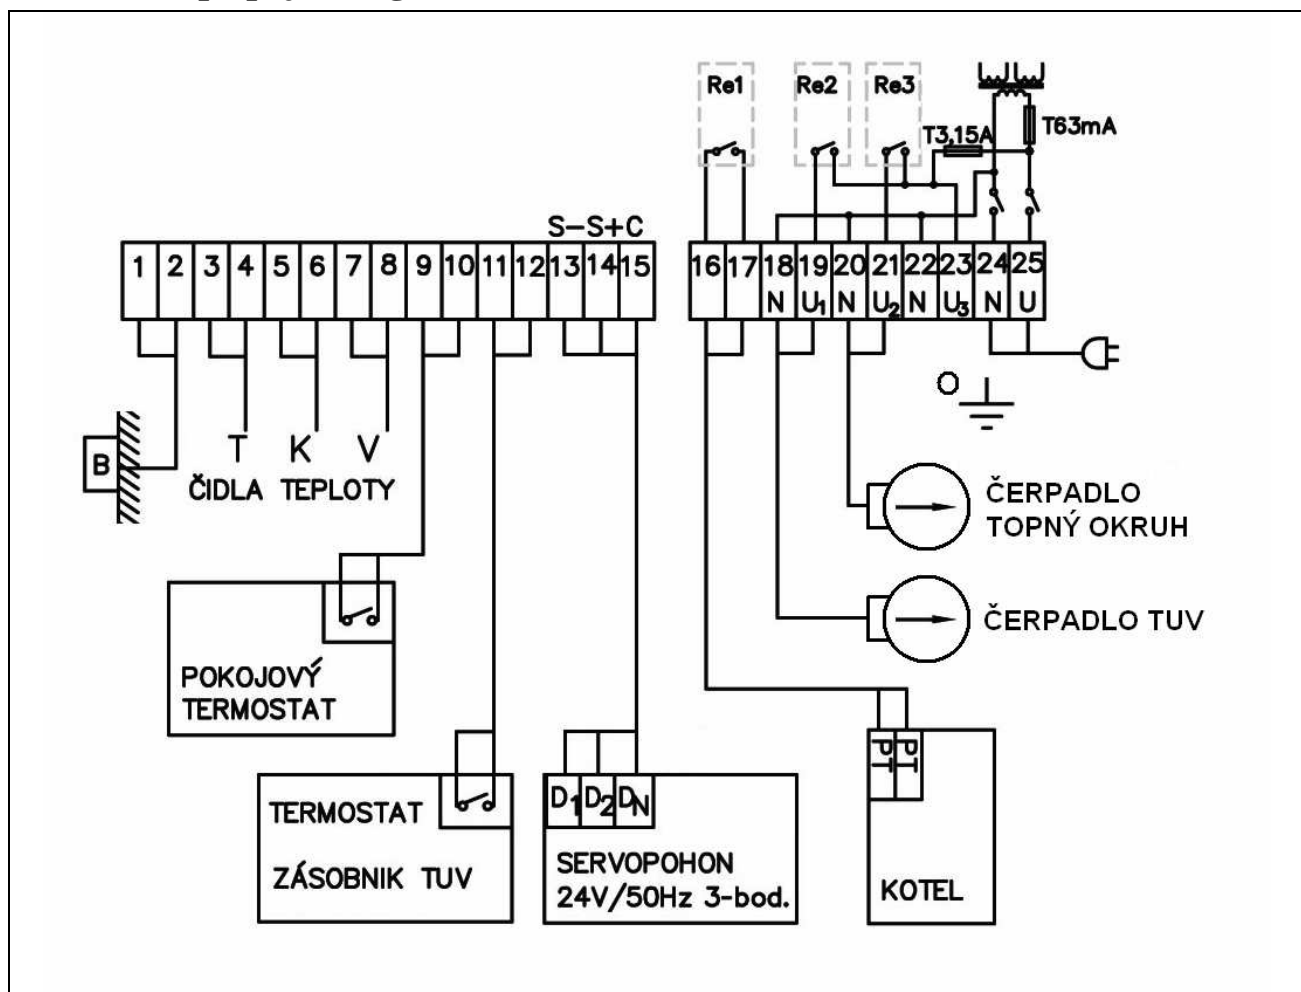 Re1 Re2 Re3
T3,15A T63mA
S-S+C
1 2 3 4 5 6 7 8 9 10 11 12 13 14 15
16 17 18 19 20 21 22 23 24 25
N U1 N U2 N U3 N U
O
B
T K V
ČIDLA TEPLOTY
ČERPADLO
TOPNÝ OKRUH
ČERPADLO TUV
POKOJOVÝ
TERMOSTAT
PT PT
KOTEL
TERMOSTAT
ZÁSOBNIK TUV
D1 D2 DN
SERVOPOHON
24V/50Hz 3-bod.